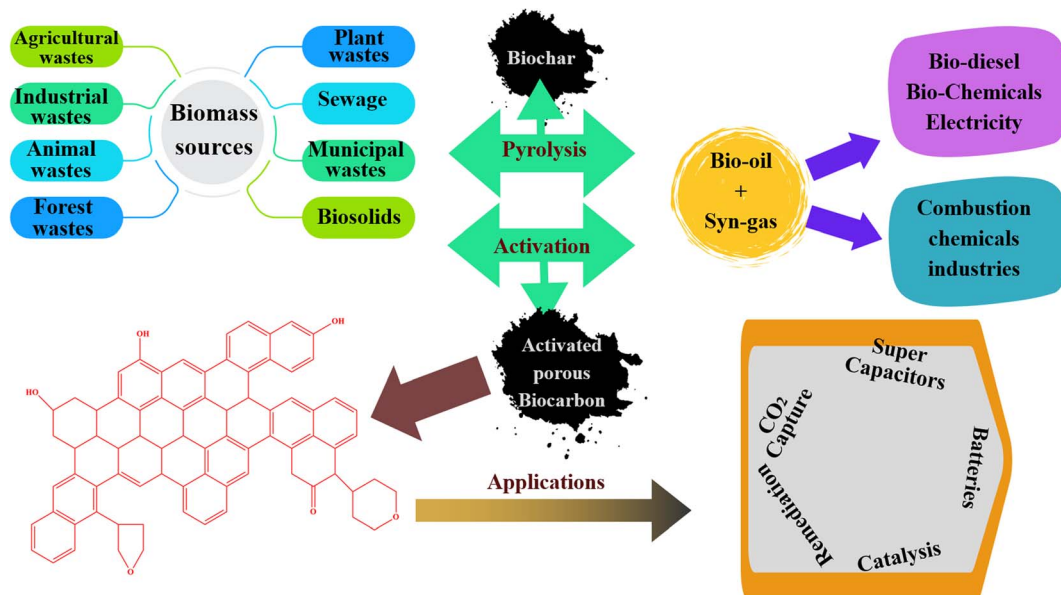 Agricultural
wastes
Industrial
wastes
Animal
wastes
Forest
wastes
Biomass
sources
Plant
wastes
Sewage
Municipal
wastes
Biosolids
Biochar
Pyrolysis
Activation
Activated
porous
Biocarbon
Bio-oil
+
Syn-gas
Bio-diesel
Bio-Chemicals
Electricity
Combustion
chemicals
industries
OH
OH
HO
O
O
O
Applications
Super
Capacitors
CO₂
Capture
Batteries
Remediation
Catalysis